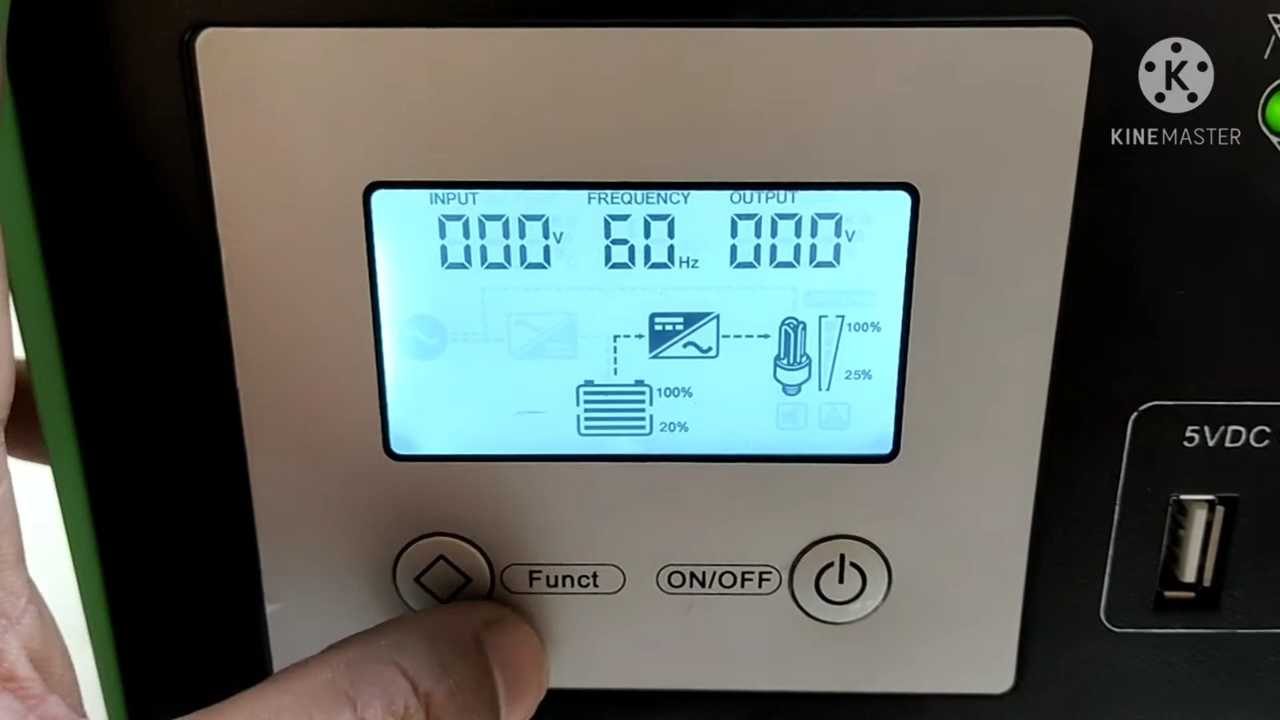 K
KINEMASTER
INPUT FREQUENCY OUTPUT
000V 60Hz 000V
100%
25%
100%
20%
5VDC
Funct ON/OFF